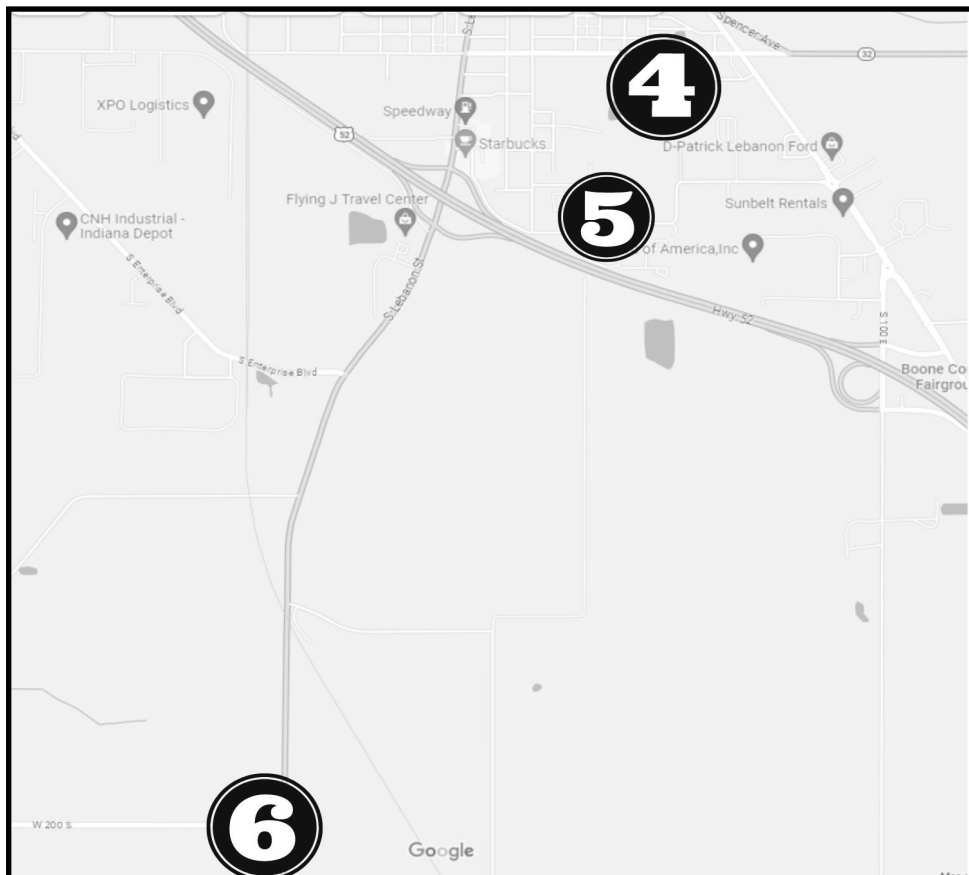 S Le
Spencer Ave
32
4
XPO Logistics
52
Speedway
Starbucks
D-Patrick Lebanon Ford
Flying J Travel Center
5
Sunbelt Rentals
CNH Industrial -
Indiana Depot
of America,Inc
S Enterprise Blvd
S Lebanon St
Hwy 52
S 100 E
S Enterprise Blvd
Boone Co
Fairgrou
6
W 200 S
Google